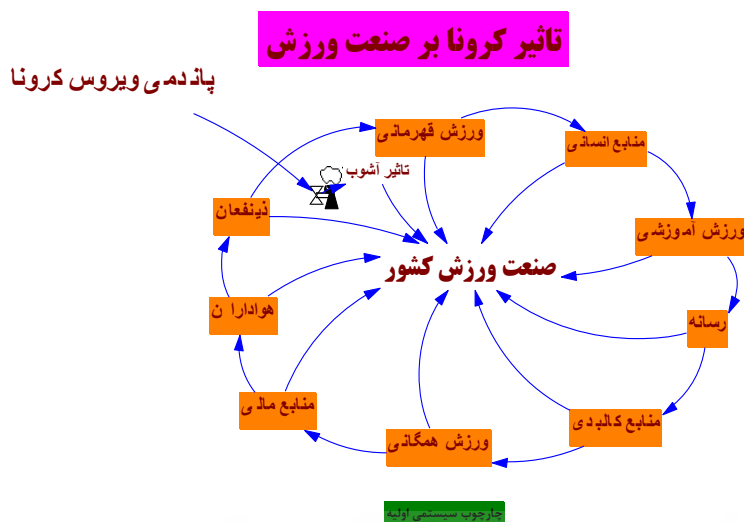 تاثیر کرونا بر صنعت ورزش
پاندمی ویروس کرونا
ورزش قهرمانی
منابع انسانی
تاثیر آشوب
ذینفعان
ورزش آموزشی
صنعت ورزش کشور
هوادارا ن
رسانه
منابع مالی
منابع کالبدی
ورزش همگانی
چارچوب سیستمی اولیه